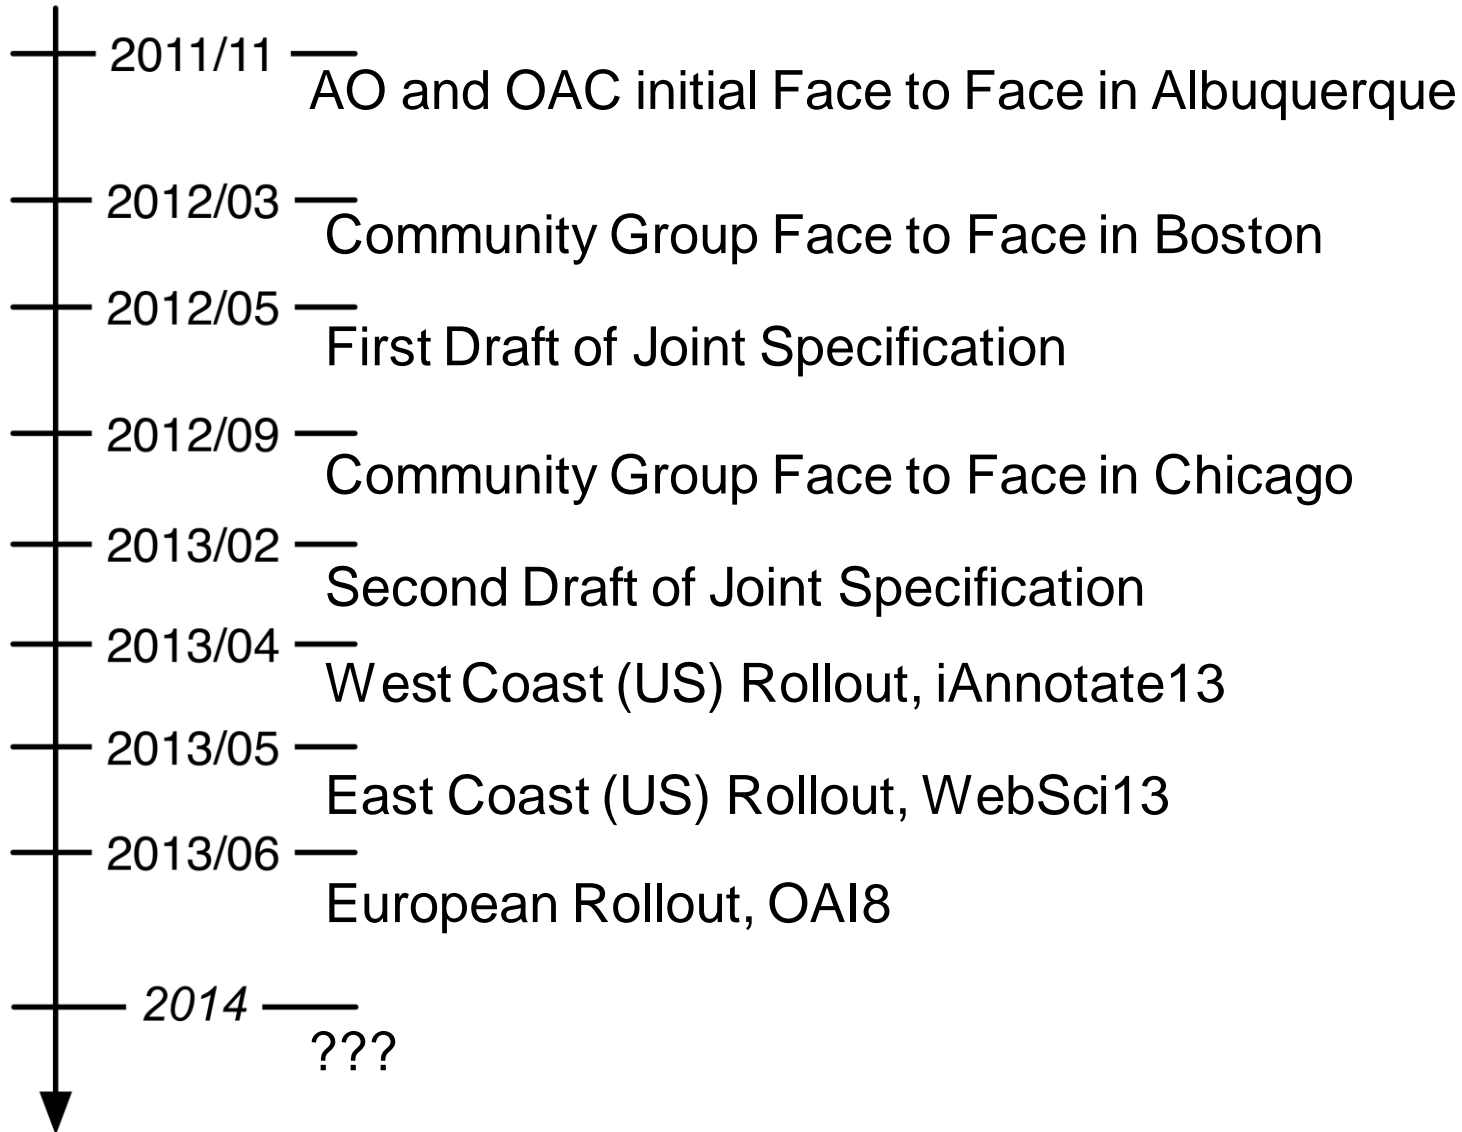 2011/11
AO and OAC initial Face to Face in Albuquerque
2012/03
Community Group Face to Face in Boston
2012/05
First Draft of Joint Specification
2012/09
Community Group Face to Face in Chicago
2013/02
Second Draft of Joint Specification
2013/04
West Coast (US) Rollout, iAnnotate13
2013/05
East Coast (US) Rollout, WebSci13
2013/06
European Rollout, OAI8
2014
???